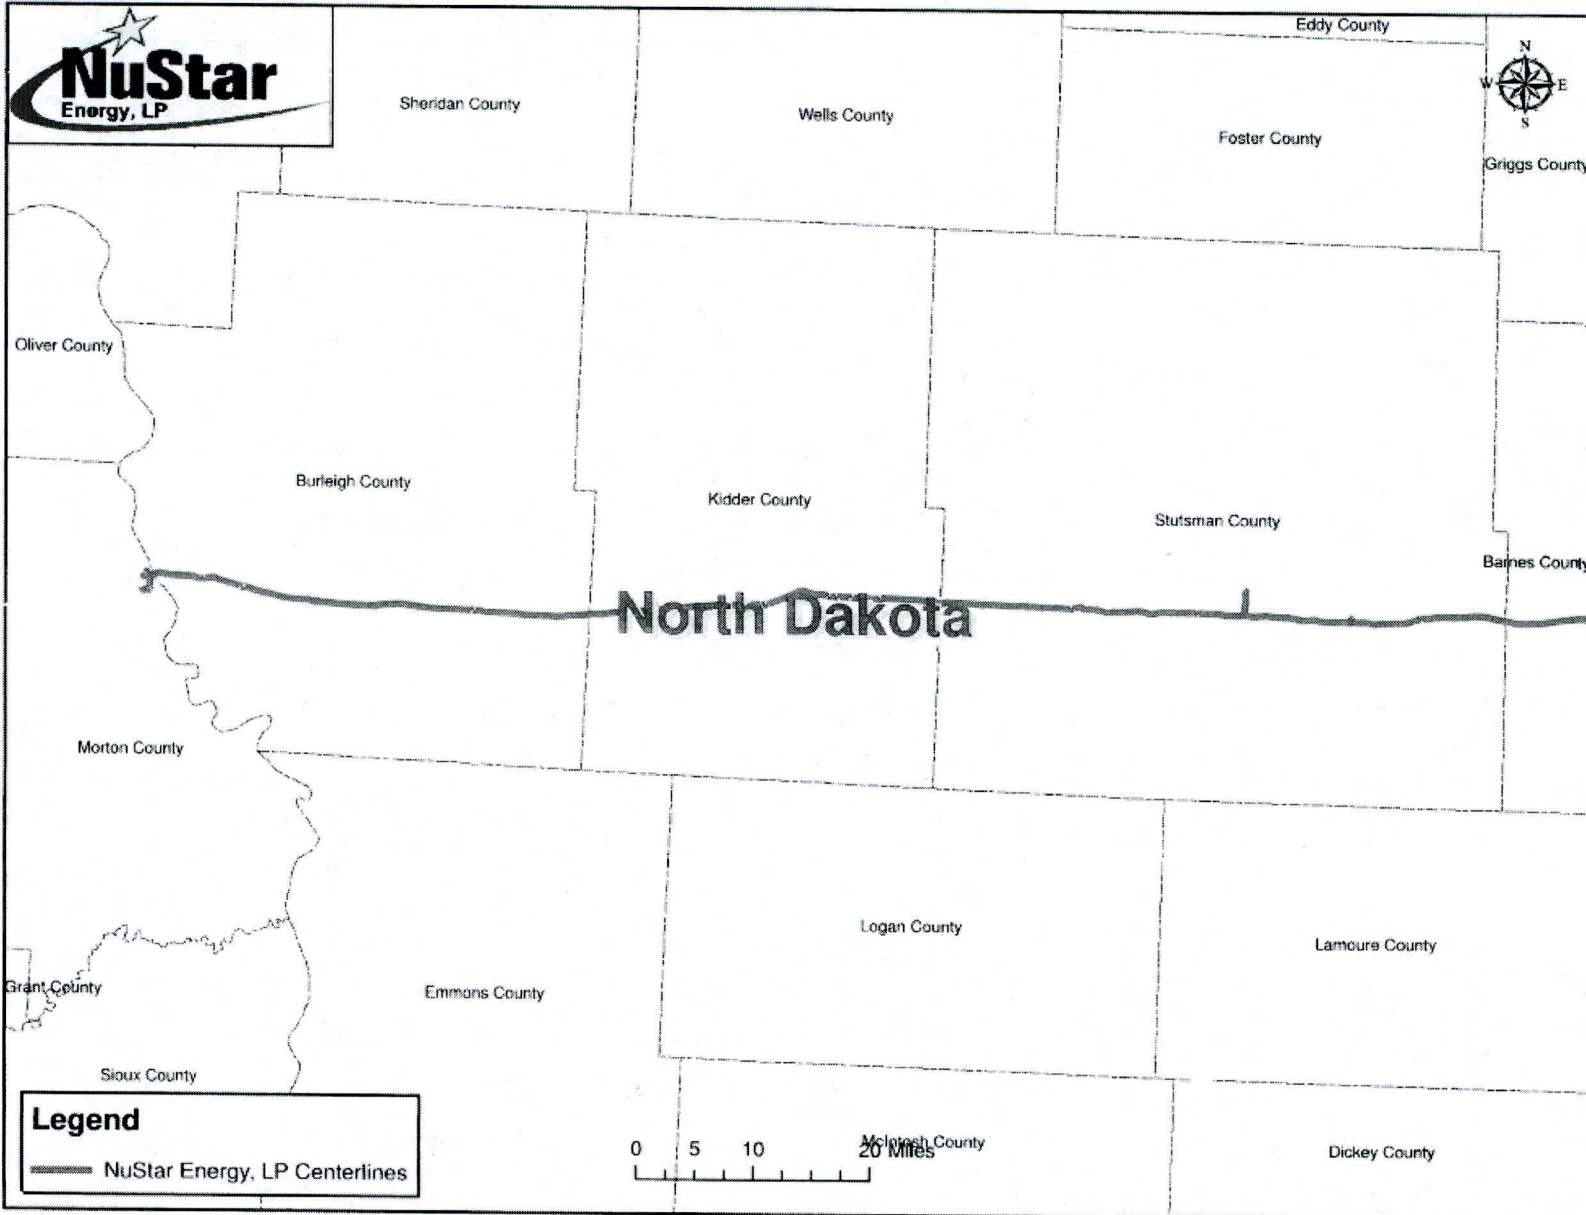 NuStar
Energy, LP
Eddy County
N
W
E
S
Sheridan County
Wells County
Foster County
Griggs County
Oliver County
Burleigh County
Kidder County
Stutsman County
Barnes County
North Dakota
Morton County
Logan County
Lamoure County
Grant County
Emmons County
Sioux County
Legend
NuStar Energy, LP Centerlines
0 5 10 20 Miles
McIntosh County
Dickey County